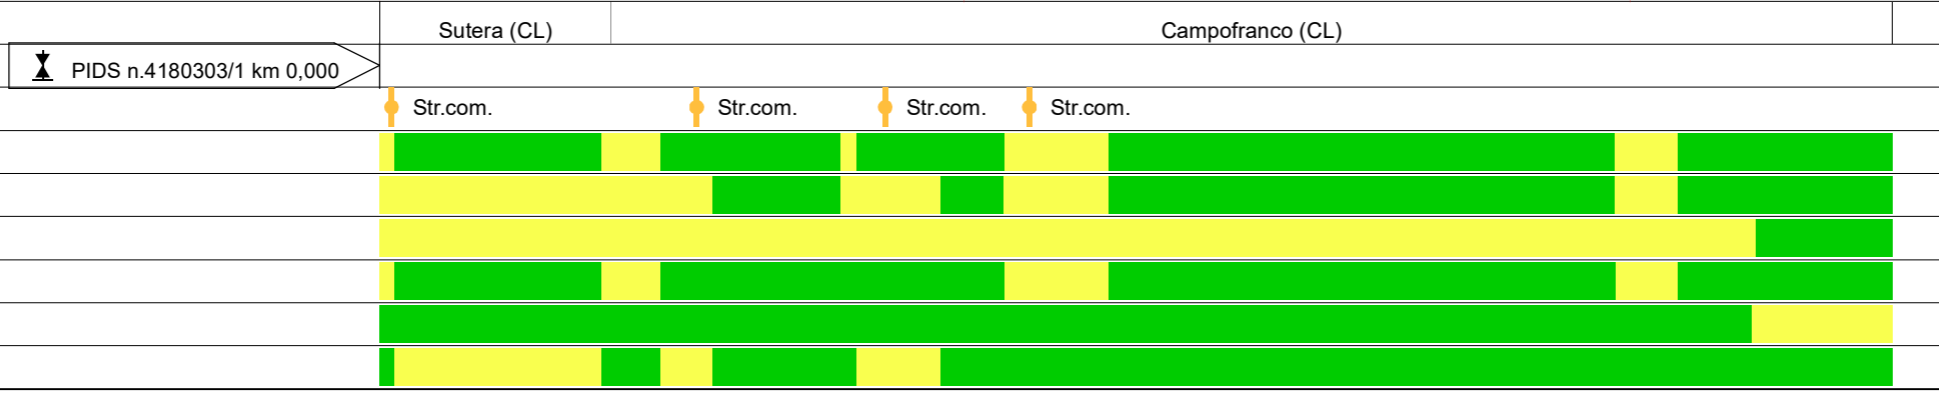 Sutera (CL) Campofranco (CL)
PIDS n.4180303/1 km 0,000
Str.com. Str.com. Str.com. Str.com.